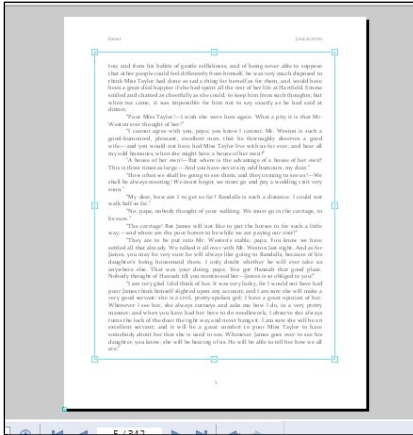 Emma Jane Austen
ton; and from his habits of gentle selfishness, and of being never able to suppose
that other people could feel differently from himself, he was very much disposed to
think Miss Taylor had done as sad a thing for herself as for them, and would have
been a great deal happier if she had spent all the rest of her life at Hartfield. Emma
smiled and chatted as cheerfully as she could, to keep him from such thoughts; but
when tea came, it was impossible for him not to say exactly as he had said at
dinner,
"Poor Miss Taylor!—I wish she were here again. What a pity it is that Mr.
Weston ever thought of her!"
"I cannot agree with you, papa; you know I cannot. Mr. Weston is such a
good-humoured, pleasant, excellent man, that he thoroughly deserves a good
wife;—and you would not have had Miss Taylor live with us for ever, and bear all
my odd humours, when she might have a house of her own?"
"A house of her own!—But where is the advantage of a house of her own?
This is three times as large.—And you have never any odd humours, my dear."
"How often we shall be going to see them, and they coming to see us!—We
shall be always meeting! We must begin; we must go and pay a wedding visit very
soon."
"My dear, how am I to get so far? Randalls is such a distance. I could not
walk half so far."
"No, papa, nobody thought of your walking. We must go in the carriage, to
be sure."
"The carriage! But James will not like to put the horses to for such a little
way;—and where are the poor horses to be while we are paying our visit?"
"They are to be put into Mr. Weston's stable, papa. You know we have
settled all that already. We talked it all over with Mr. Weston last night. And as for
James, you may be very sure he will always like going to Randalls, because of his
daughter's being housemaid there. I only doubt whether he will ever take us
anywhere else. That was your doing, papa. You got Hannah that good place.
Nobody thought of Hannah till you mentioned her—James is so obliged to you!"
"I am very glad I did think of her. It was very lucky, for I would not have had
poor James think himself slighted upon any account; and I am sure she will make a
very good servant: she is a civil, pretty-spoken girl; I have a great opinion of her.
Whenever I see her, she always curtseys and asks me how I do, in a very pretty
manner; and when you have had her here to do needlework, I observe she always
turns the lock of the door the right way and never bangs it. I am sure she will be an
excellent servant; and it will be a great comfort to poor Miss Taylor to have
somebody about her that she is used to see. Whenever James goes over to see his
daughter, you know, she will be hearing of us. He will be able to tell her how we all
are."
5
5 / 342